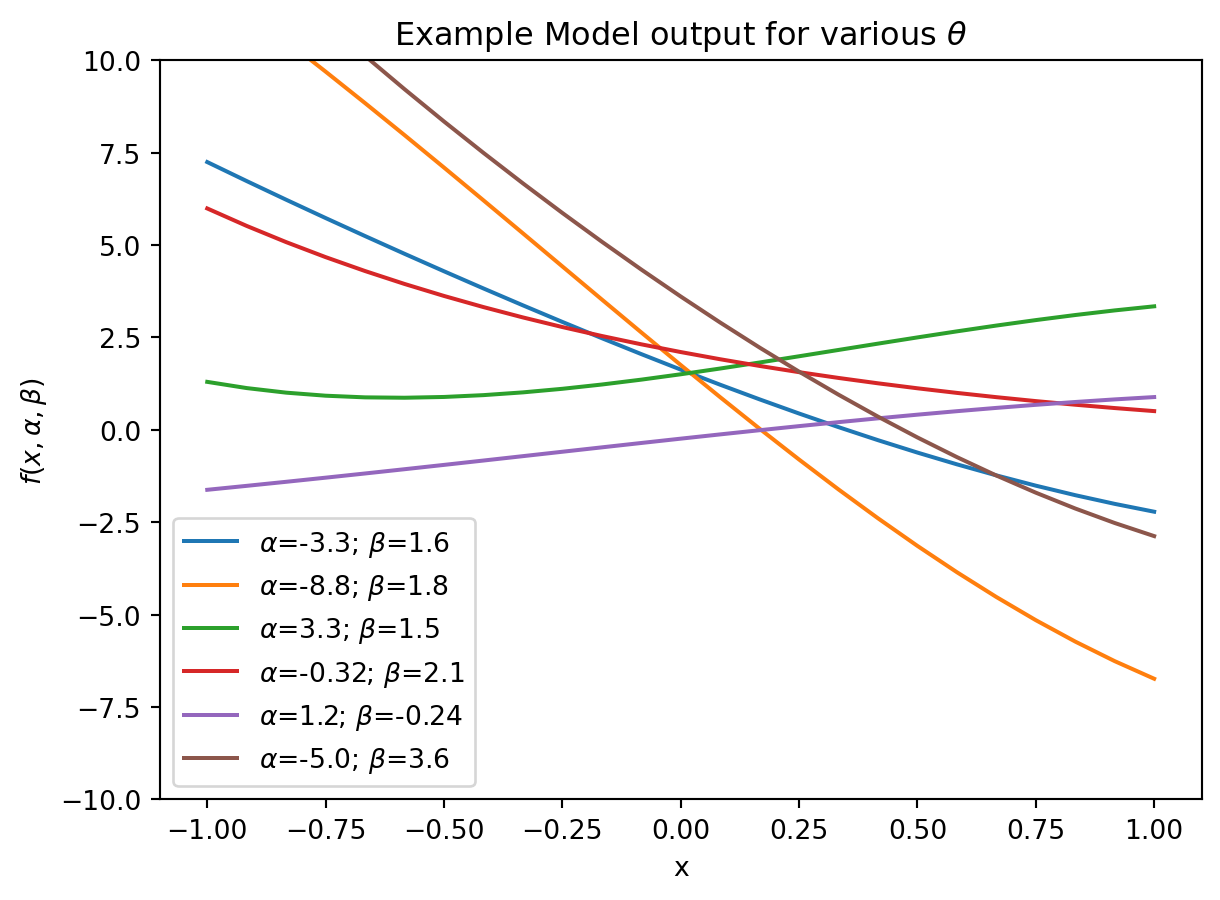 Example Model output for various θ
10.0
7.5
5.0
2.5
0.0
−2.5
−5.0
−7.5
−10.0
f(x, α, β)
α=-3.3; β=1.6
α=-8.8; β=1.8
α=3.3; β=1.5
α=-0.32; β=2.1
α=1.2; β=-0.24
α=-5.0; β=3.6
−1.00 −0.75 −0.50 −0.25 0.00 0.25 0.50 0.75 1.00
x